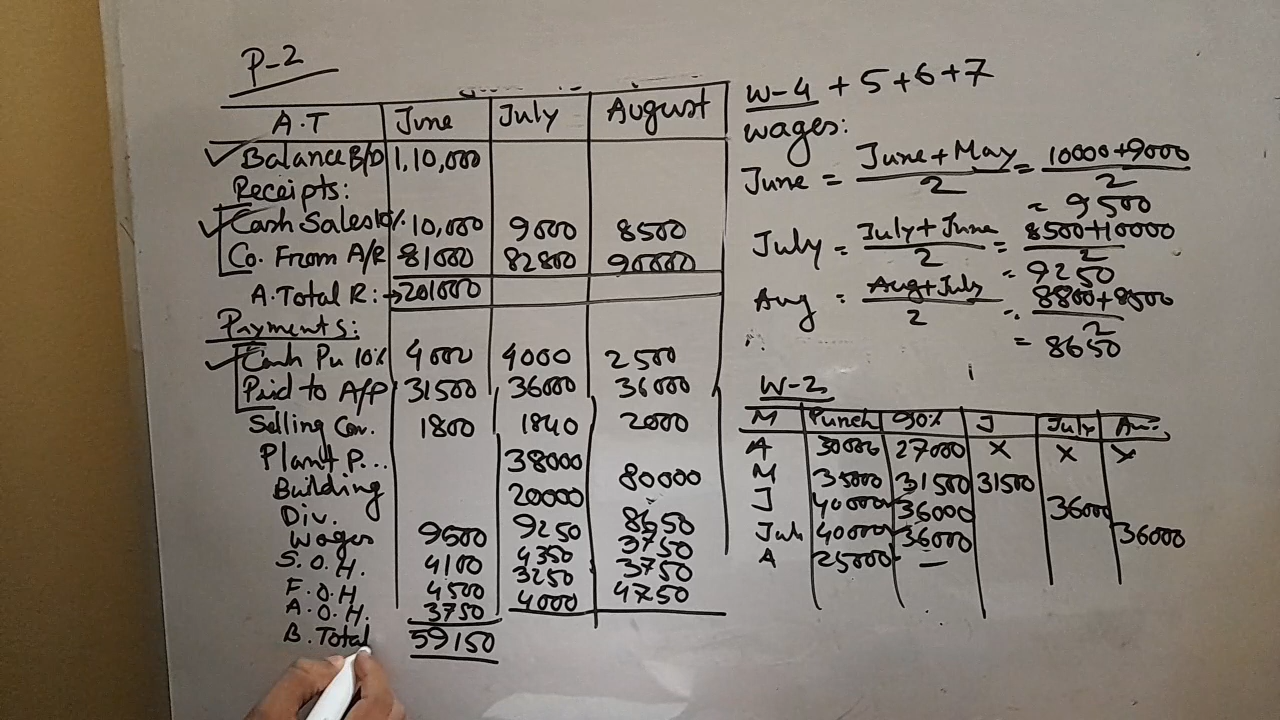 P-2
A.T June July August
Balance B/D 1,10,000
Receipts:
Cash Sales 10% 10,000 9000 8500
Co. From A/R 81000 82800 90000
A. Total R: → 201000
Payments:
Cash Pu 10% 4000 4000 2500
Paid to A/P 31500 36000 36000
Selling Com. 1800 1840 2000
Plant P... 38000
Building 80000
Div. 20000
Wages 9500 9250 8650
S.O.H. 4100 4350 3750
F.O.H 4500 3250 3750
A.O.H. 3750 4000 4750
B. Total 59150
W-4 + 5 + 6 + 7
Wages:
June = June + May / 2 = 10000 + 9000 / 2
= 9500
July = July + June / 2 = 8500 + 10000 / 2
= 9250
Aug = Aug + July / 2 = 8800 + 8500 / 2
= 8650
W-2
M Purch 90% J July Au..
A 30000 27000 X X X
M 35000 31500 31500
J 40000 36000 36000
July 40000 36000 36000
A 25000 —